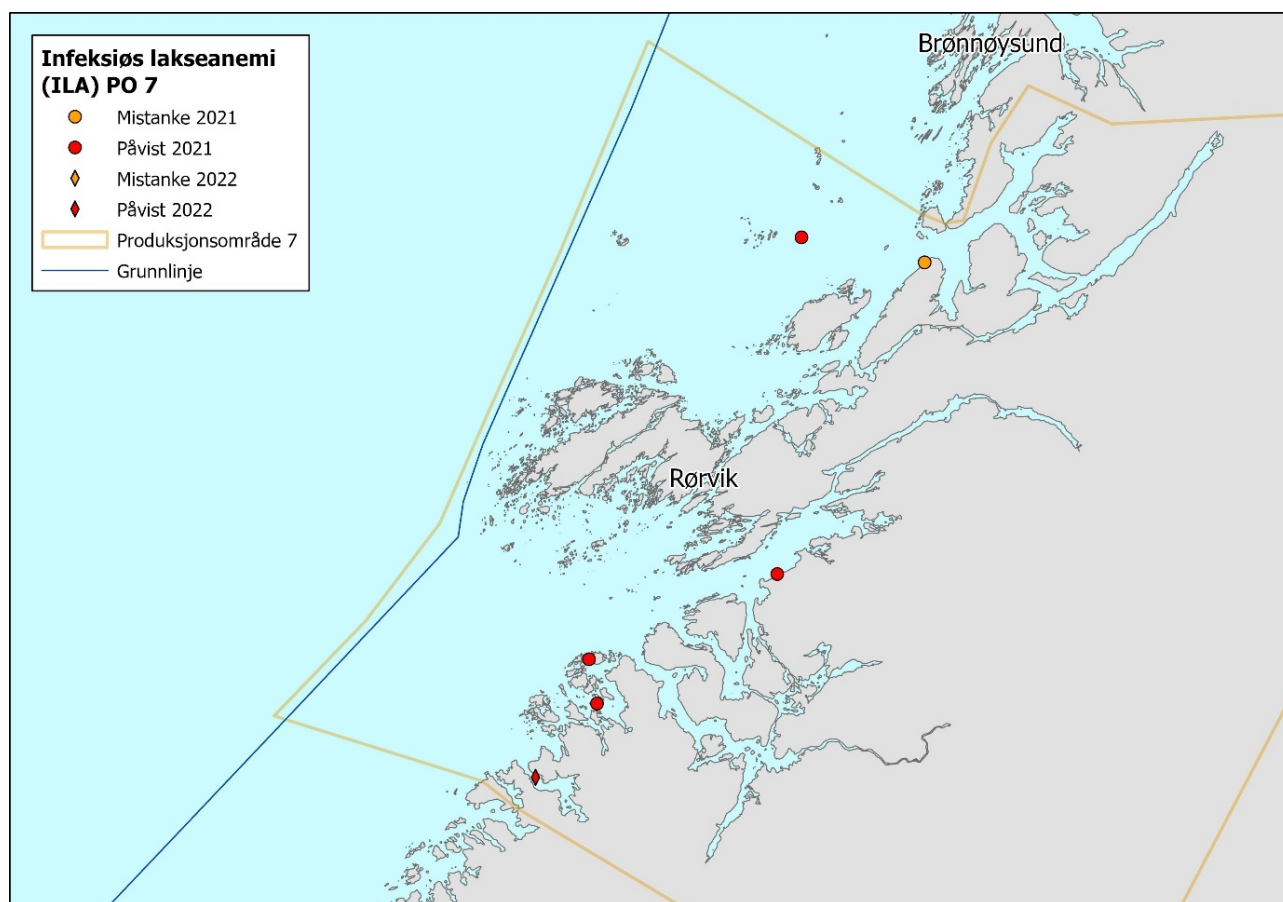 Infeksiøs lakseanemi
(ILA) PO 7
Mistanke 2021
Påvist 2021
Mistanke 2022
Påvist 2022
Produksjonsområde 7
Grunnlinje
Brønnøysund
Rørvik